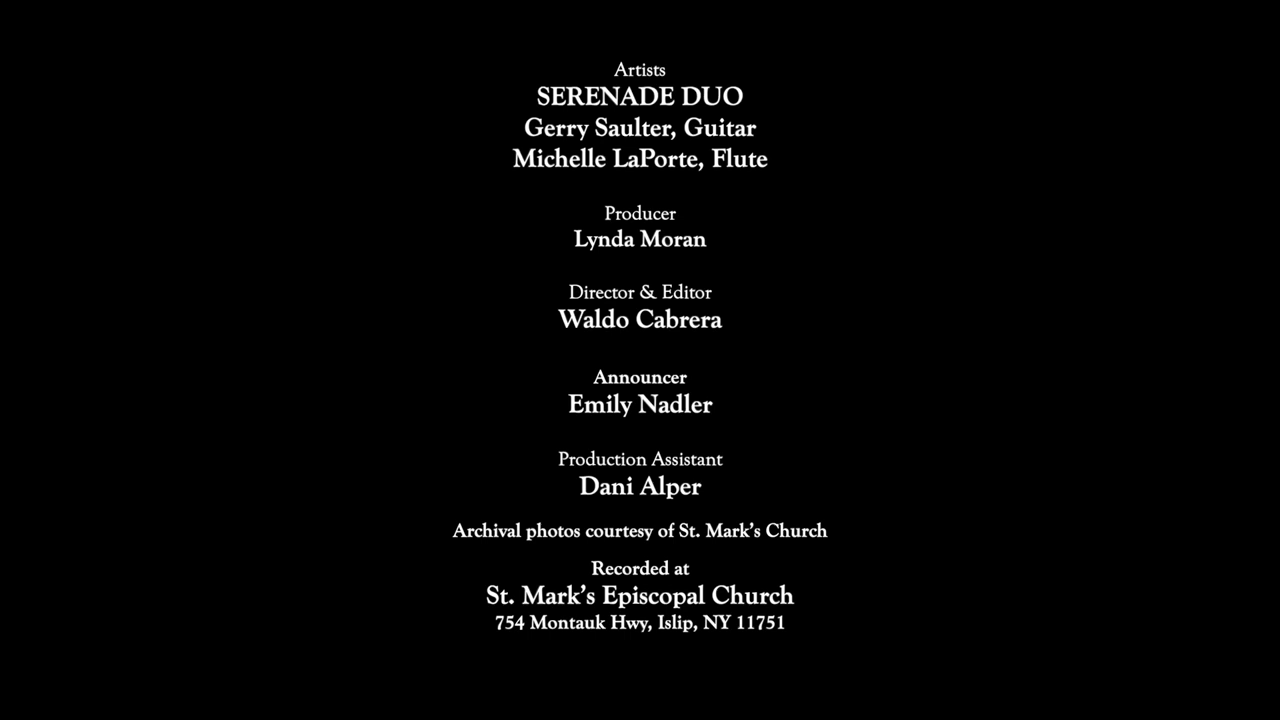 Artists
SERENADE DUO
Gerry Saulter, Guitar
Michelle LaPorte, Flute
Producer
Lynda Moran
Director & Editor
Waldo Cabrera
Announcer
Emily Nadler
Production Assistant
Dani Alper
Archival photos courtesy of St. Mark's Church
Recorded at
St. Mark's Episcopal Church
754 Montauk Hwy, Islip, NY 11751